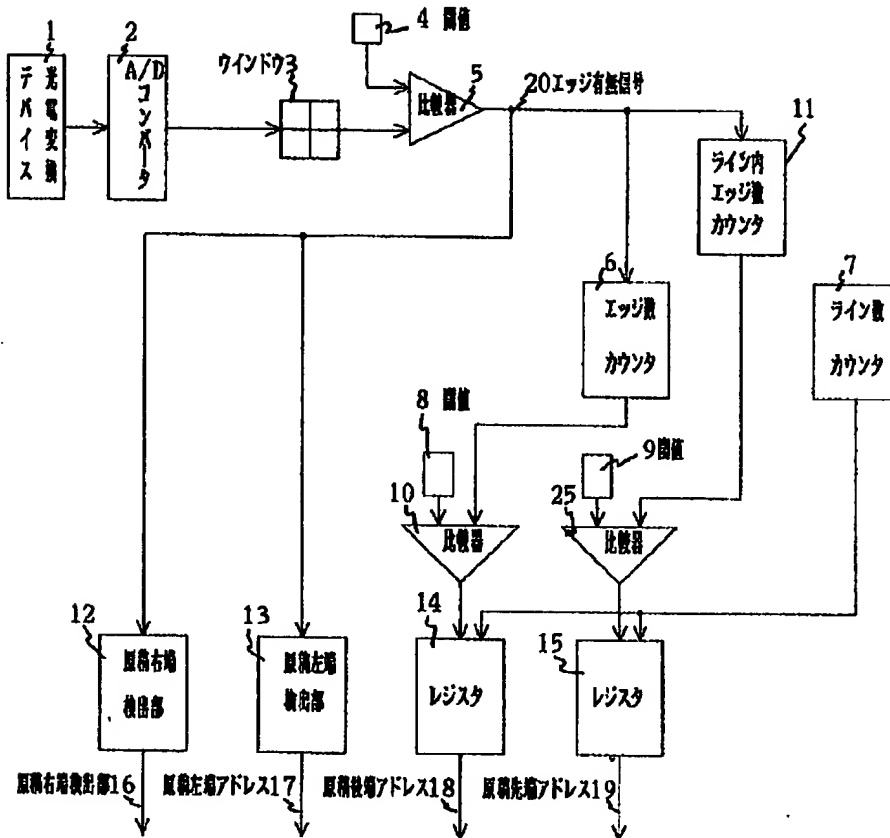 1
光電変換
デバイス
2
A/D
コンバータ
ウインドウ3
4 閾値
5
比較器
20エッジ有無信号
11
ライン内
エッジ数
カウンタ
6
エッジ数
カウンタ
7
ライン数
カウンタ
8 閾値
9閾値
10
比較器
25
比較器
12
原稿右端
検出部
13
原稿左端
検出部
14
レジスタ
15
レジスタ
原稿右端検出部16
原稿左端アドレス17
原稿後端アドレス18
原稿先端アドレス19